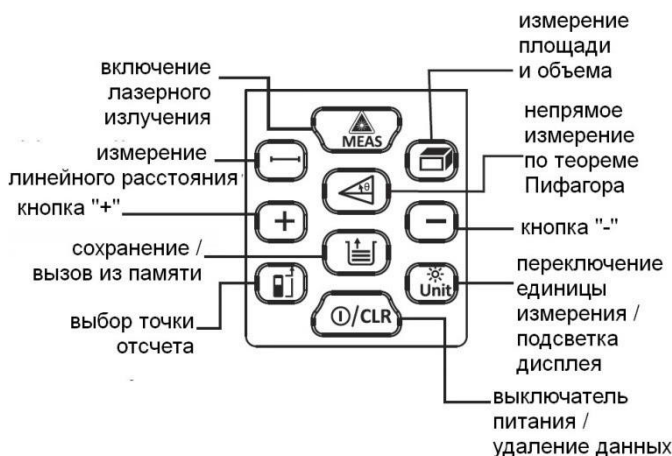 измерение
площади
и объема
включение
лазерного
излучения
MEAS
непрямое
измерение
по теореме
Пифагора
измерение
линейного расстояния
θ
кнопка "+"
+
−
кнопка "-"
сохранение /
вызов из памяти
переключение
единицы
измерения /
подсветка
дисплея
Unit
выбор точки
отсчета
/CLR
выключатель
питания /
удаление данных